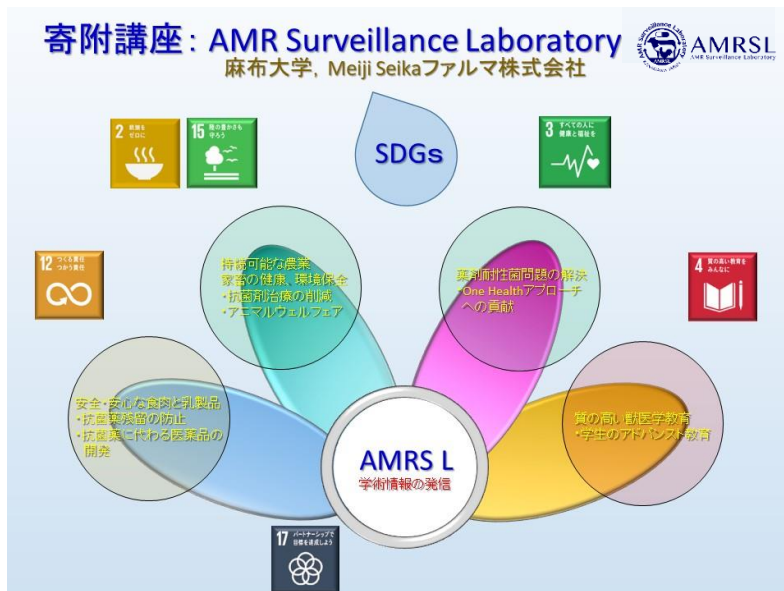 寄附講座: AMR Surveillance Laboratory
麻布大学, Meiji Seikaファルマ株式会社
AMR Surveillance Laboratory
AMRSL
AMRSL
AMR Surveillance Laboratory
SDGs
2 飢餓を
ゼロに
15 陸の豊かさも
守ろう
3 すべての人に
健康と福祉を
12 つくる責任
つかう責任
4 質の高い教育を
みんなに
持続可能な農業
家畜の健康、環境保全
・抗菌剤治療の削減
・アニマルウェルフェア
薬剤耐性菌問題の解決
・One Healthアプローチ
への貢献
安全・安心な食肉と乳製品
・抗菌薬残留の防止
・抗菌薬に代わる医薬品の
開発
質の高い獣医学教育
・学生のアドバンスト教育
AMRS L
学術情報の発信
17 パートナーシップで
目標を達成しよう